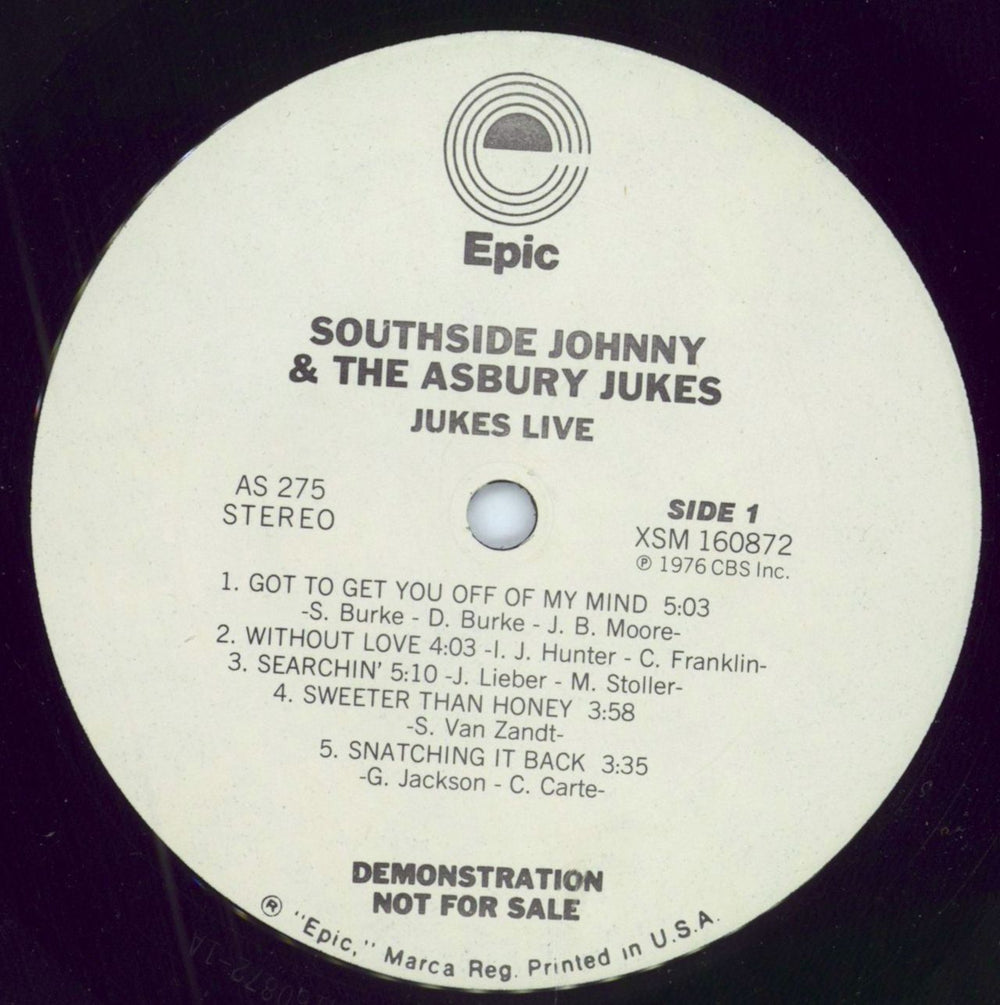 Epic
SOUTHSIDE JOHNNY
& THE ASBURY JUKES
JUKES LIVE
AS 275
STEREO
SIDE 1
XSM 160872
℗ 1976 CBS Inc.
1. GOT TO GET YOU OFF OF MY MIND 5:03
-S. Burke - D. Burke - J. B. Moore-
2. WITHOUT LOVE 4:03 -I. J. Hunter - C. Franklin-
3. SEARCHIN' 5:10 -J. Lieber - M. Stoller-
4. SWEETER THAN HONEY 3:58
-S. Van Zandt-
5. SNATCHING IT BACK 3:35
-G. Jackson - C. Carte-
DEMONSTRATION
NOT FOR SALE
® "Epic," Marca Reg. Printed in U.S.A.